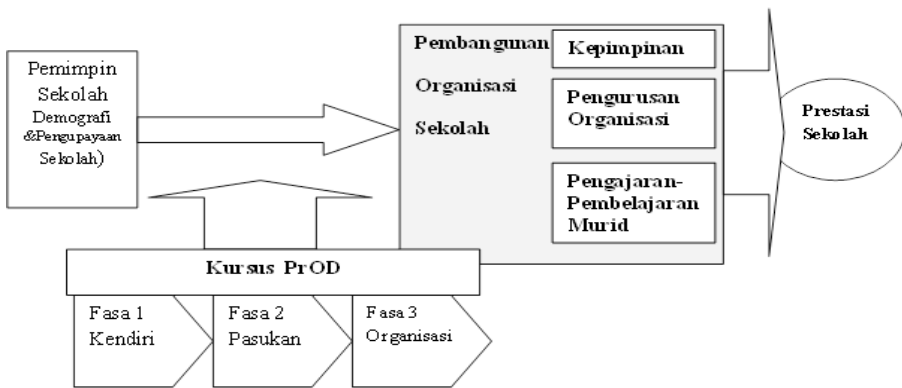 Pemimpin
Sekolah
Demografi
&Pengupayaan
Sekolah)
Pembangunan
Organisasi
Sekolah
Kepimpinan
Pengurusan
Organisasi
Pengajaran-
Pembelajaran
Murid
Prestasi
Sekolah
Kursus PrOD
Fasa 1
Kendiri
Fasa 2
Pasukan
Fasa 3
Organisasi